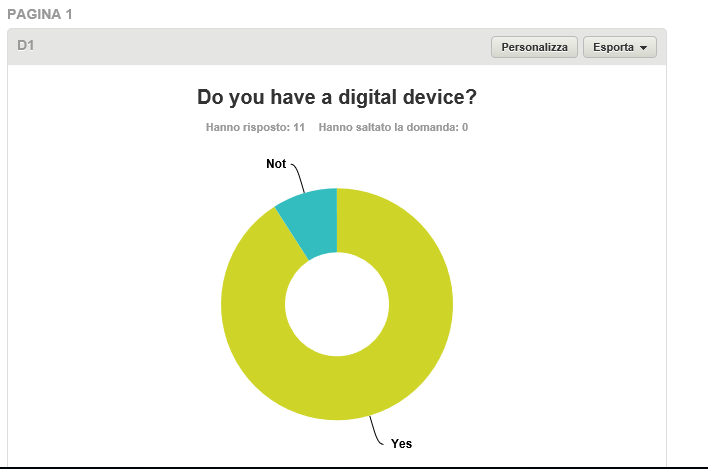 PAGINA 1
D1
Personalizza
Esporta
Do you have a digital device?
Hanno risposto: 11 Hanno saltato la domanda: 0
Not
Yes